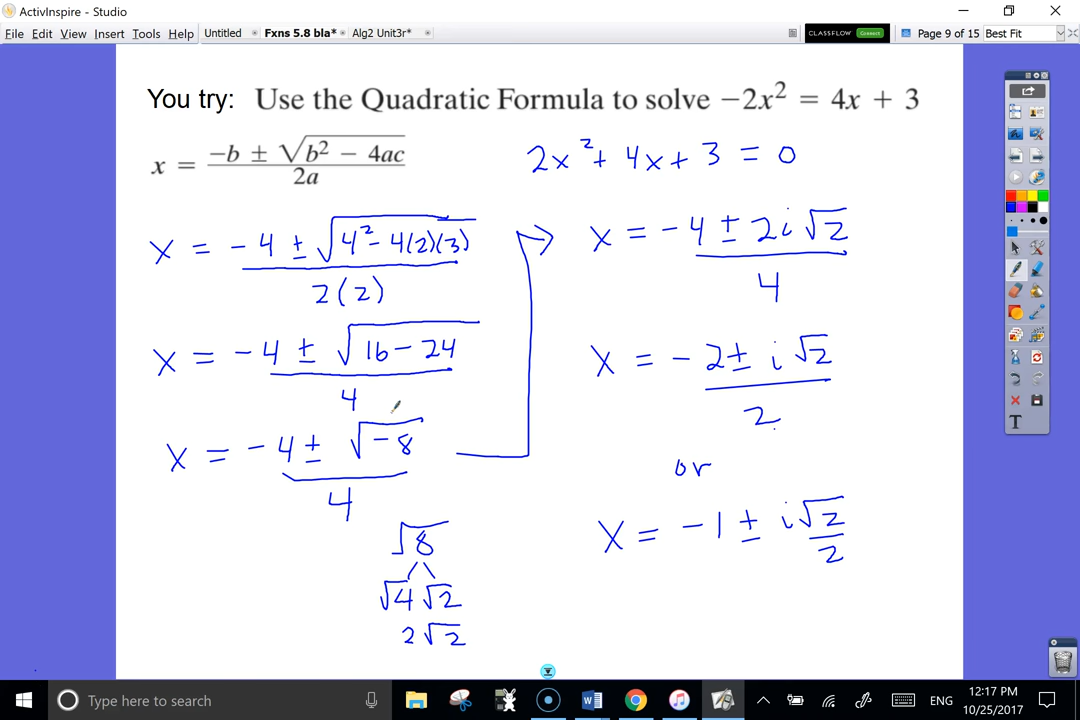 ActivInspire - Studio
File Edit View Insert Tools Help Untitled Fxns 5.8 bla* Alg2 Unit3r* CLASSFLOW Connect Page 9 of 15 Best Fit
You try: Use the Quadratic Formula to solve −2x² = 4x + 3
x = (−b ± √(b² − 4ac)) / 2a
2x² + 4x + 3 = 0
x = (−4 ± √(4² − 4(2)(3))) / 2(2)
x = (−4 ± √(16 − 24)) / 4
x = (−4 ± √−8) / 4
√8
√4 √2
2√2
x = (−4 ± 2i√2) / 4
x = (−2 ± i√2) / 2
or
x = −1 ± i√2/2
T
Type here to search
ENG
12:17 PM
10/25/2017